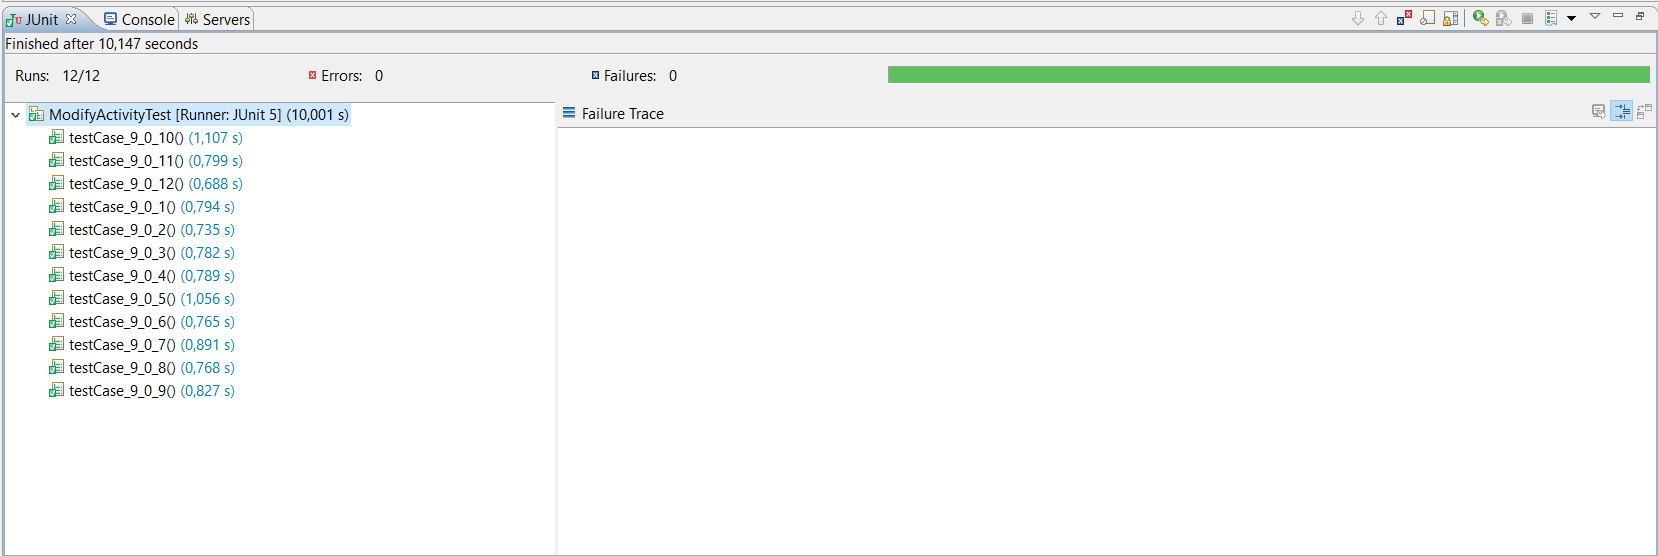 JUnit Console Servers
Finished after 10,147 seconds
Runs: 12/12 Errors: 0 Failures: 0
ModifyActivityTest [Runner: JUnit 5] (10,001 s)
testCase_9_0_10() (1,107 s)
testCase_9_0_11() (0,799 s)
testCase_9_0_12() (0,688 s)
testCase_9_0_1() (0,794 s)
testCase_9_0_2() (0,735 s)
testCase_9_0_3() (0,782 s)
testCase_9_0_4() (0,789 s)
testCase_9_0_5() (1,056 s)
testCase_9_0_6() (0,765 s)
testCase_9_0_7() (0,891 s)
testCase_9_0_8() (0,768 s)
testCase_9_0_9() (0,827 s)
Failure Trace